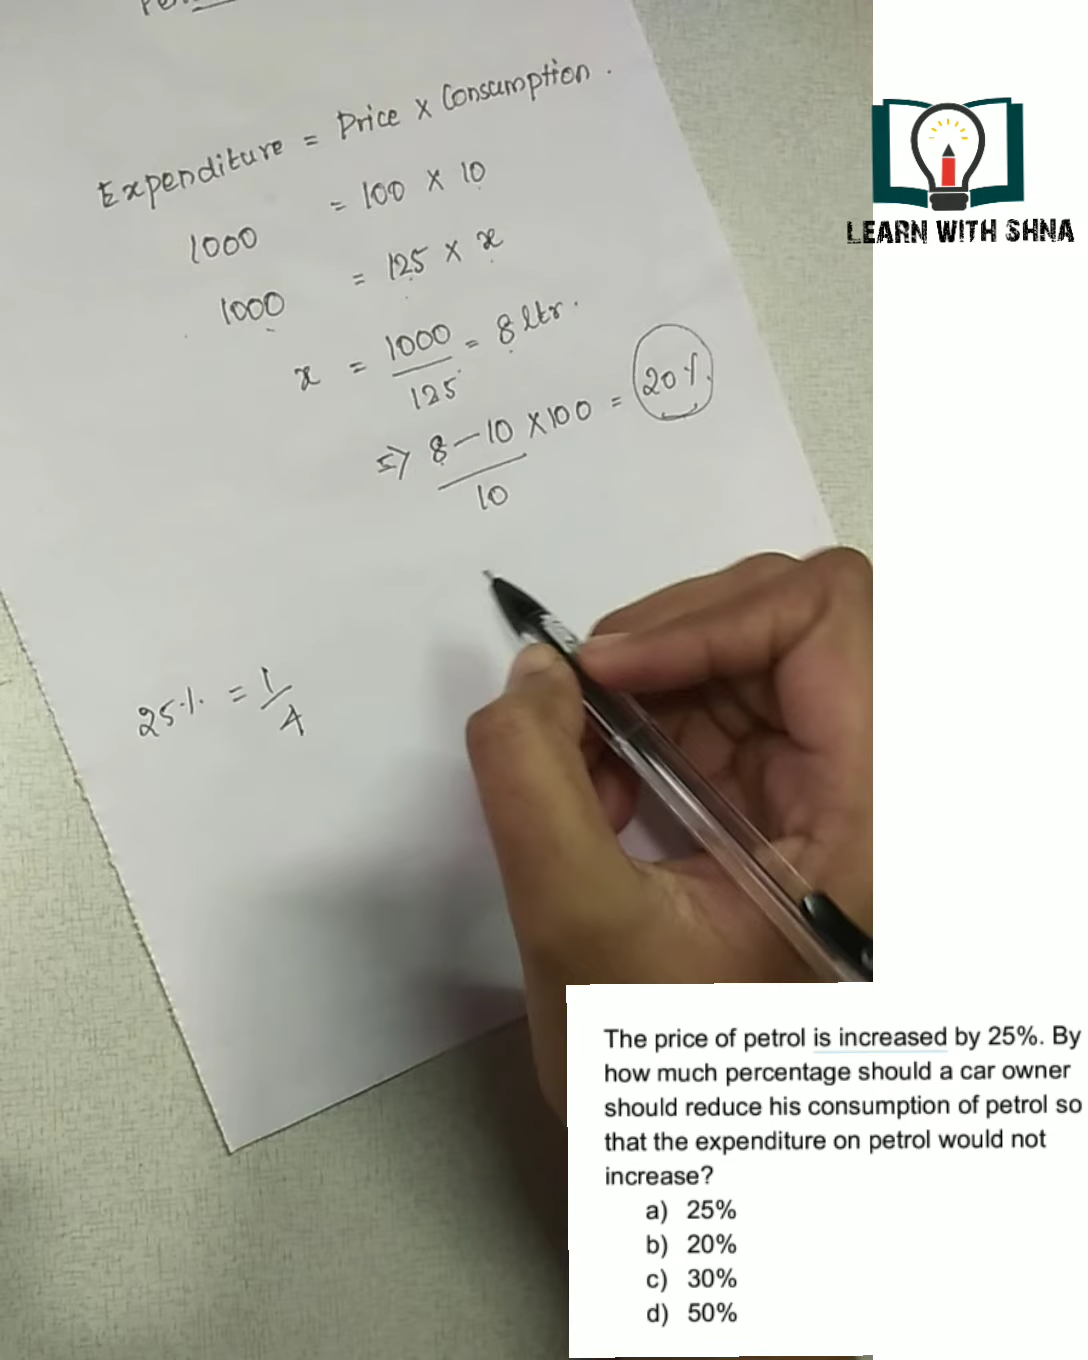 Expenditure = Price × Consumption.
1000 = 100 × 10
1000 = 125 × x
x = 1000/125 = 8 ltr.
=> 8-10/10 ×100 = 20%
25% = 1/4
LEARN WITH SHNA
The price of petrol is increased by 25%. By
how much percentage should a car owner
should reduce his consumption of petrol so
that the expenditure on petrol would not
increase?
a) 25%
b) 20%
c) 30%
d) 50%